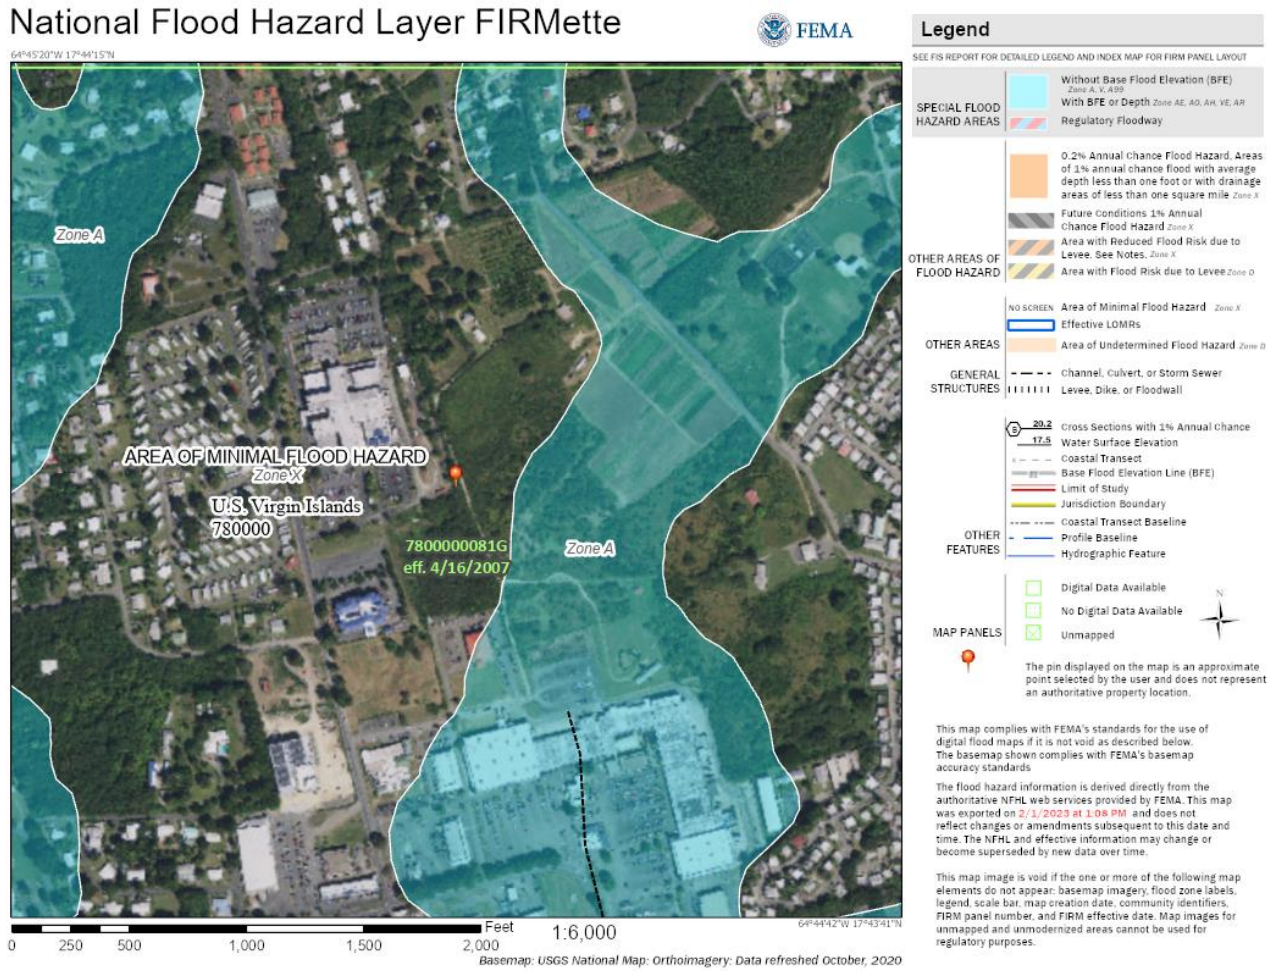 National Flood Hazard Layer FIRMette
FEMA
64°45'20"W 17°44'15"N
Zone A
AREA OF MINIMAL FLOOD HAZARD
Zone X
U.S. Virgin Islands
780000
7800000081G
eff. 4/16/2007
Zone A
Feet
0 250 500 1,000 1,500 2,000
1:6,000
64°44'42"W 17°43'41"N
Basemap: USGS National Map: Orthoimagery: Data refreshed October, 2020
Legend
SEE FIS REPORT FOR DETAILED LEGEND AND INDEX MAP FOR FIRM PANEL LAYOUT
SPECIAL FLOOD
HAZARD AREAS
Without Base Flood Elevation (BFE)
Zone A, V, A99
With BFE or Depth Zone AE, AO, AH, VE, AR
Regulatory Floodway
OTHER AREAS OF
FLOOD HAZARD
0.2% Annual Chance Flood Hazard, Areas
of 1% annual chance flood with average
depth less than one foot or with drainage
areas of less than one square mile Zone X
Future Conditions 1% Annual
Chance Flood Hazard Zone X
Area with Reduced Flood Risk due to
Levee. See Notes. Zone X
Area with Flood Risk due to Levee Zone D
OTHER AREAS
NO SCREEN Area of Minimal Flood Hazard Zone X
Effective LOMRs
Area of Undetermined Flood Hazard Zone D
GENERAL
STRUCTURES
Channel, Culvert, or Storm Sewer
Levee, Dike, or Floodwall
OTHER
FEATURES
20.2 Cross Sections with 1% Annual Chance
17.5 Water Surface Elevation
Coastal Transect
Base Flood Elevation Line (BFE)
Limit of Study
Jurisdiction Boundary
Coastal Transect Baseline
Profile Baseline
Hydrographic Feature
MAP PANELS
Digital Data Available
No Digital Data Available
Unmapped
N
The pin displayed on the map is an approximate
point selected by the user and does not represent
an authoritative property location.
This map complies with FEMA's standards for the use of
digital flood maps if it is not void as described below.
The basemap shown complies with FEMA's basemap
accuracy standards
The flood hazard information is derived directly from the
authoritative NFHL web services provided by FEMA. This map
was exported on 2/1/2023 at 1:08 PM and does not
reflect changes or amendments subsequent to this date and
time. The NFHL and effective information may change or
become superseded by new data over time.
This map image is void if the one or more of the following map
elements do not appear: basemap imagery, flood zone labels,
legend, scale bar, map creation date, community identifiers,
FIRM panel number, and FIRM effective date. Map images for
unmapped and unmodernized areas cannot be used for
regulatory purposes.